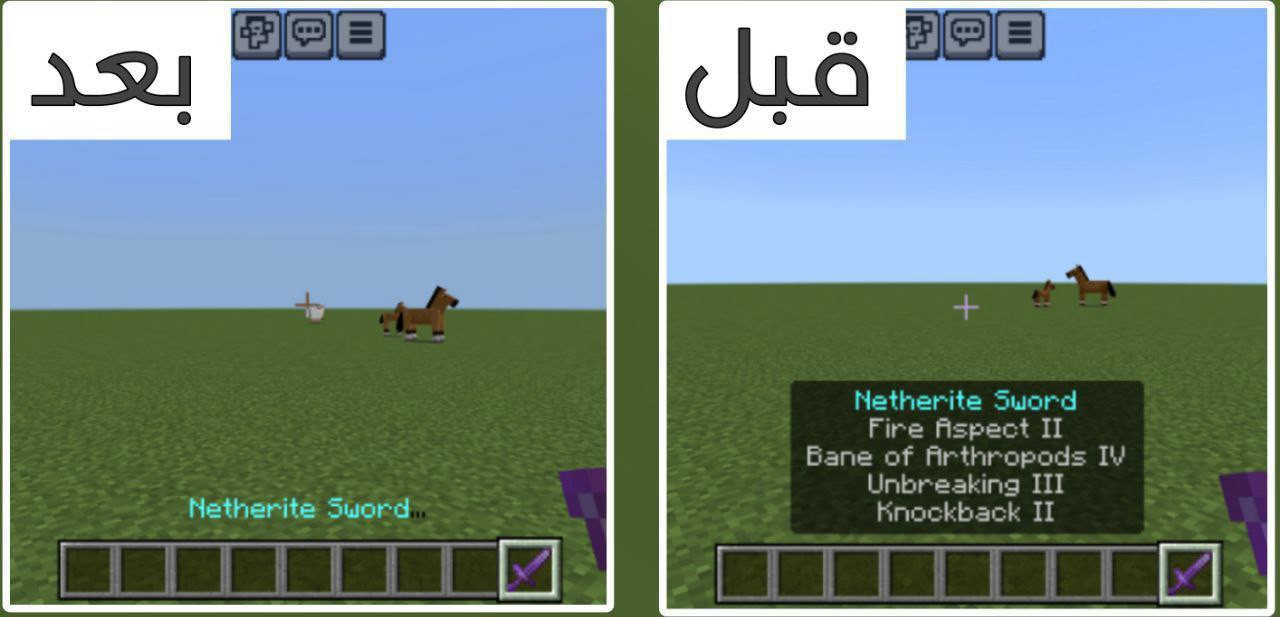 قبل
Netherite Sword
Fire Aspect II
Bane of Arthropods IV
Unbreaking III
Knockback II
بعد
Netherite Sword...